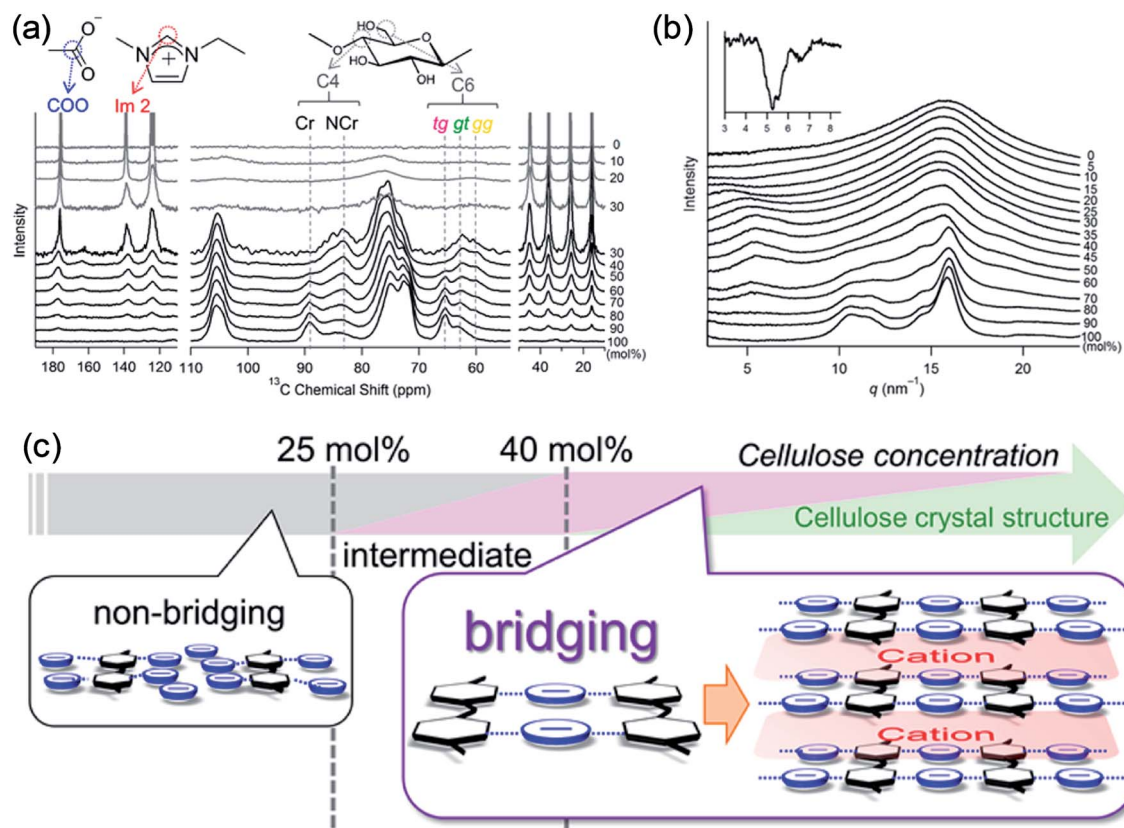 (a)
O⁻
O
N
N
+
HO
O
O
HO
OH
COO
Im 2
C4
C6
Cr
NCr
tg
gt
gg
Intensity
0
10
20
30
30
40
50
60
70
80
90
100
(mol%)
180 160 140 120
110 100 90 80 70 60
40 20
¹³C Chemical Shift (ppm)
(b)
3 4 5 6 7 8
Intensity
0
5
10
15
20
25
30
35
40
45
50
60
70
80
90
100
(mol%)
5 10 15 20
q (nm⁻¹)
(c)
25 mol%
40 mol%
Cellulose concentration
Cellulose crystal structure
intermediate
non-bridging
bridging
Cation
Cation